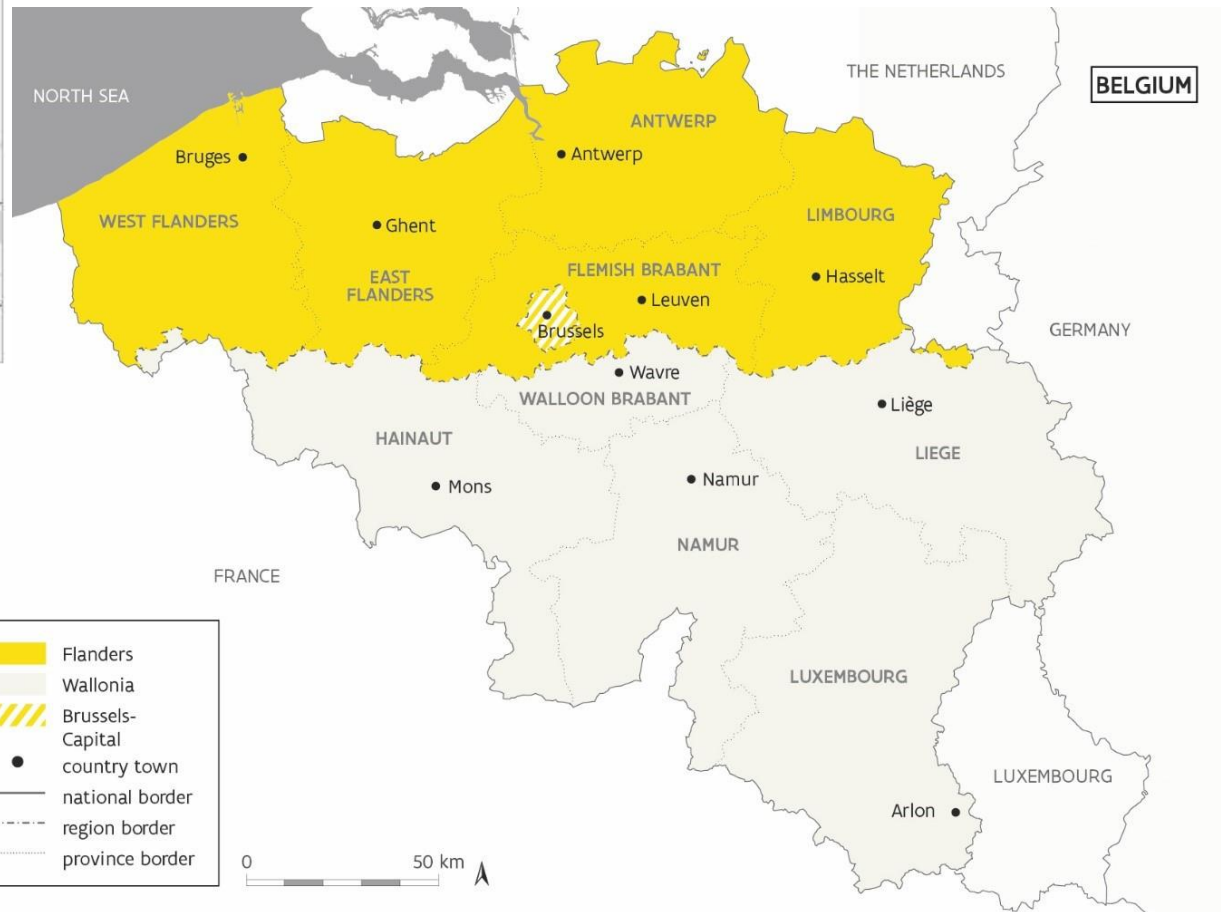 NORTH SEA
THE NETHERLANDS
BELGIUM
ANTWERP
Bruges
Antwerp
WEST FLANDERS
LIMBOURG
Ghent
EAST
FLANDERS
FLEMISH BRABANT
Hasselt
Leuven
Brussels
GERMANY
Wavre
WALLOON BRABANT
Liège
HAINAUT
LIEGE
Mons
Namur
NAMUR
FRANCE
LUXEMBOURG
LUXEMBOURG
Arlon
Flanders
Wallonia
Brussels-
Capital
country town
national border
region border
province border
0 50 km